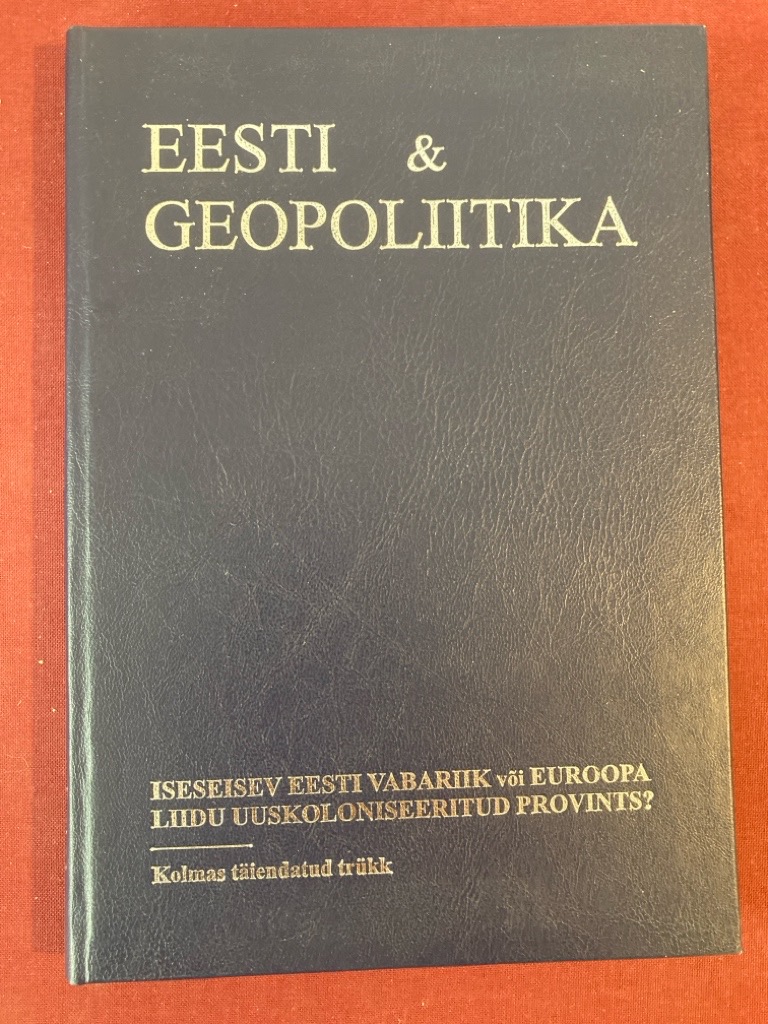 EESTI &
GEOPOLIITIKA
ISESEISEV EESTI VABARIIK või EUROOPA
LIIDU UUSKOLONISEERITUD PROVINTS?
Kolmas täiendatud trükk